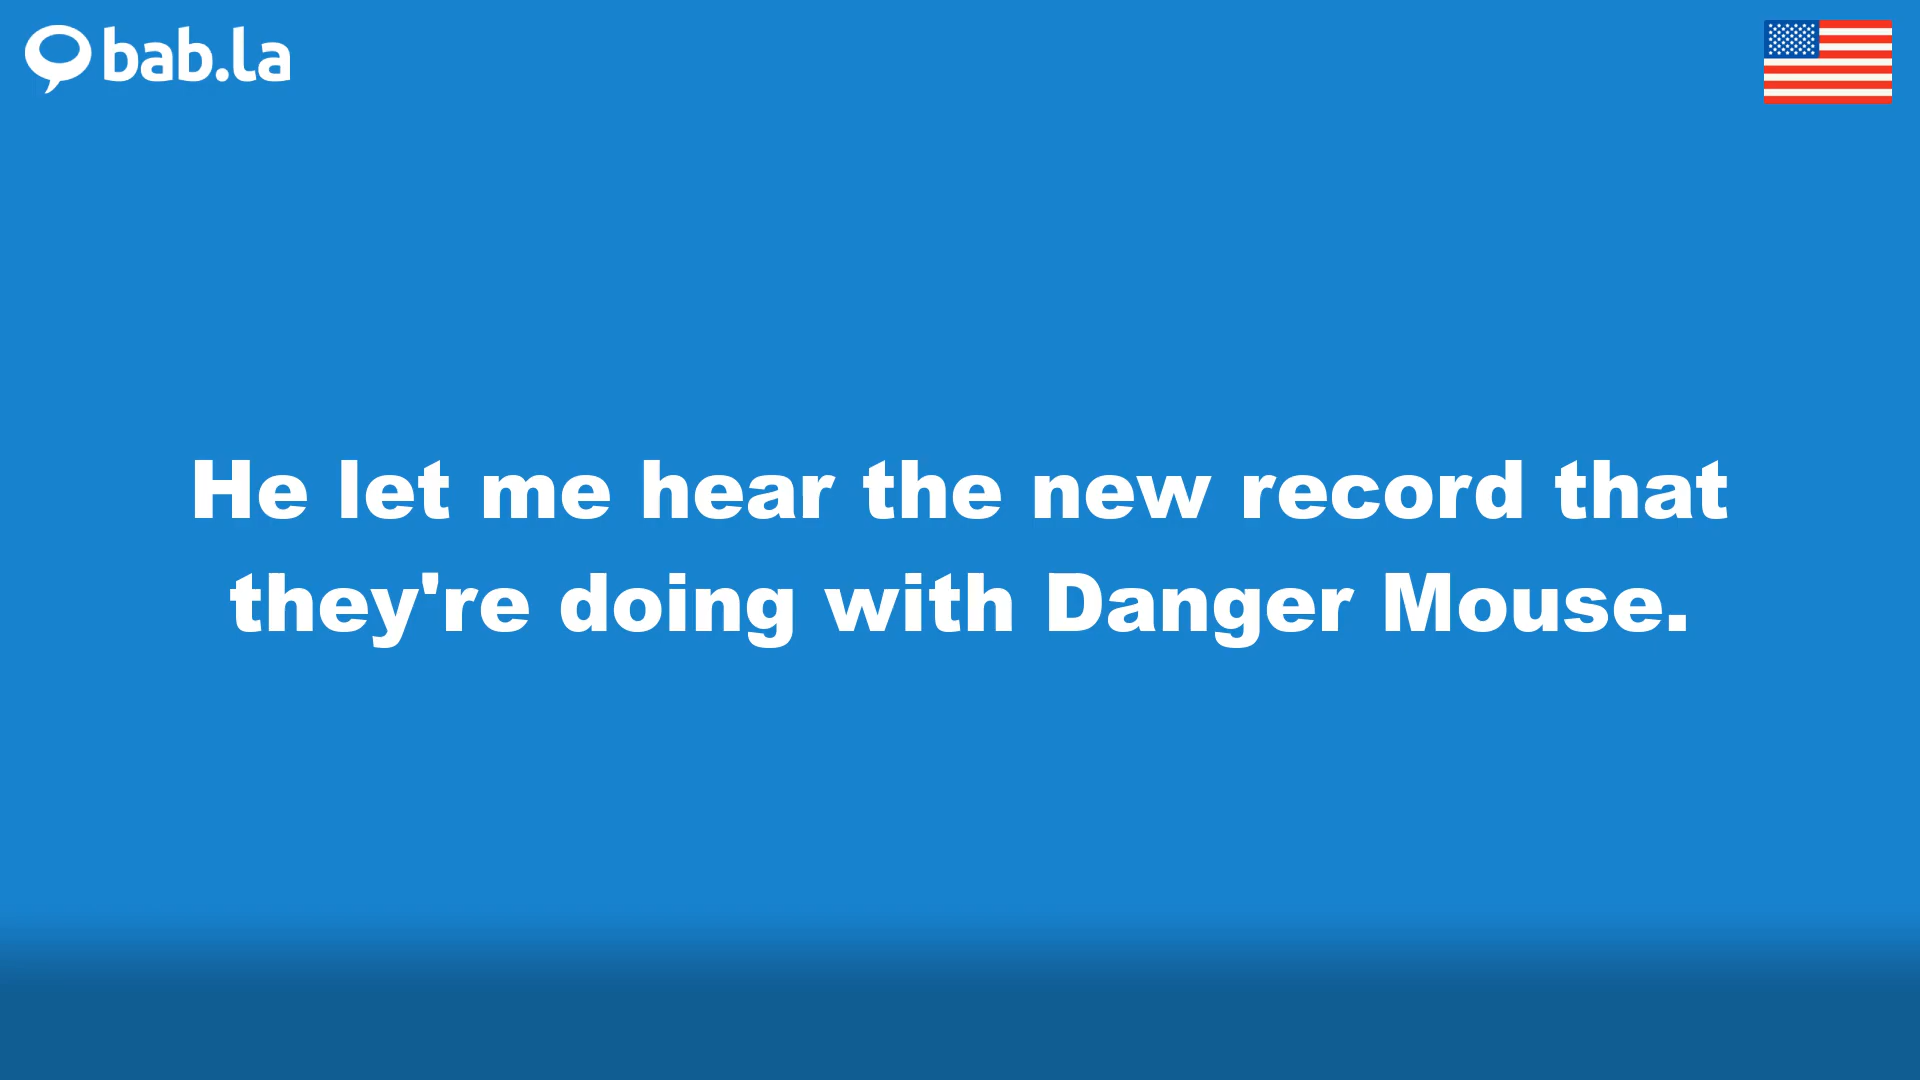 bab.la
He let me hear the new record that
they're doing with Danger Mouse.